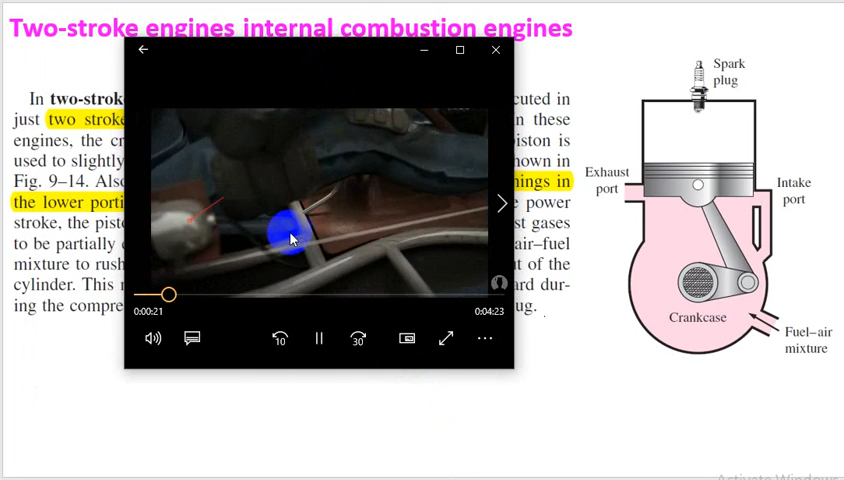 Two-stroke engines internal combustion engines
In two-strok
cuted in
just two stroke
n these
engines, the cr
piston is
used to slightly
hown in
Fig. 9–14. Also
nings in
the lower porti
power
stroke, the pist
st gases
to be partially
air–fuel
mixture to rush
t of the
cylinder. This
ard dur-
ing the compre
ug.
0:00:21
0:04:23
10
30
Spark
plug
Exhaust
port
Intake
port
Crankcase
Fuel–air
mixture